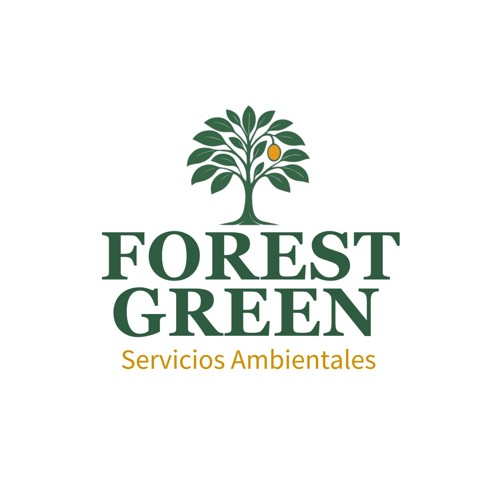 FOREST
GREEN
Servicios Ambientales